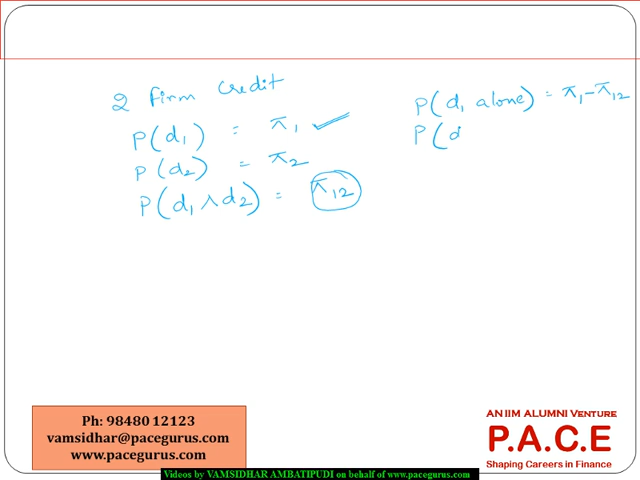 2 firm credit
P(d₁) = π₁ ✓
P(d₂) = π₂
P(d₁ ∧ d₂) = π₁₂
P(d₁ alone) = π₁ - π₁₂
P(d
Ph: 98480 12123
vamsidhar@pacegurus.com
www.pacegurus.com
AN IIM ALUMNI VENTURE
P.A.C.E
Shaping Careers in Finance
Videos by VAMSIDHAR AMBATIPUDI on behalf of www.pacegurus.com